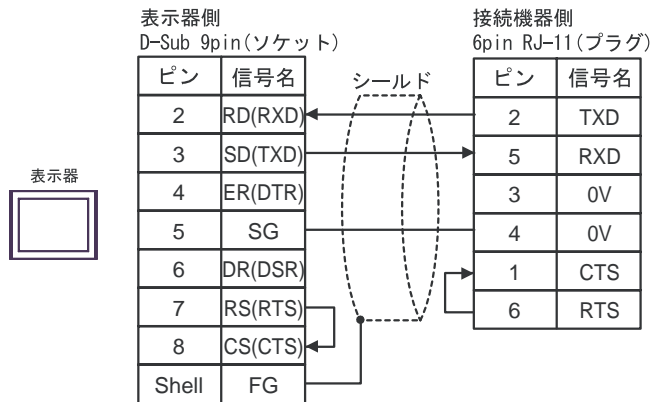 表示器側
D-Sub 9pin(ソケット)
ピン 信号名
2 RD(RXD)
3 SD(TXD)
4 ER(DTR)
5 SG
6 DR(DSR)
7 RS(RTS)
8 CS(CTS)
Shell FG
表示器
シールド
接続機器側
6pin RJ-11(プラグ)
ピン 信号名
2 TXD
5 RXD
3 0V
4 0V
1 CTS
6 RTS